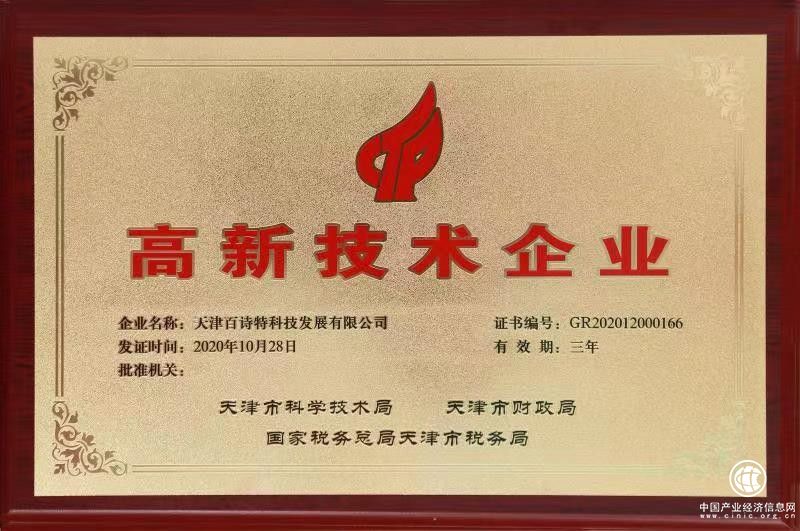 高新技术企业
企业名称：天津百诗特科技发展有限公司 证书编号：GR202012000166
发证时间：2020年10月28日 有 效 期：三年
批准机关：
天津市科学技术局 天津市财政局
国家税务总局天津市税务局
中国产业经济信息网
www.cinic.org.cn